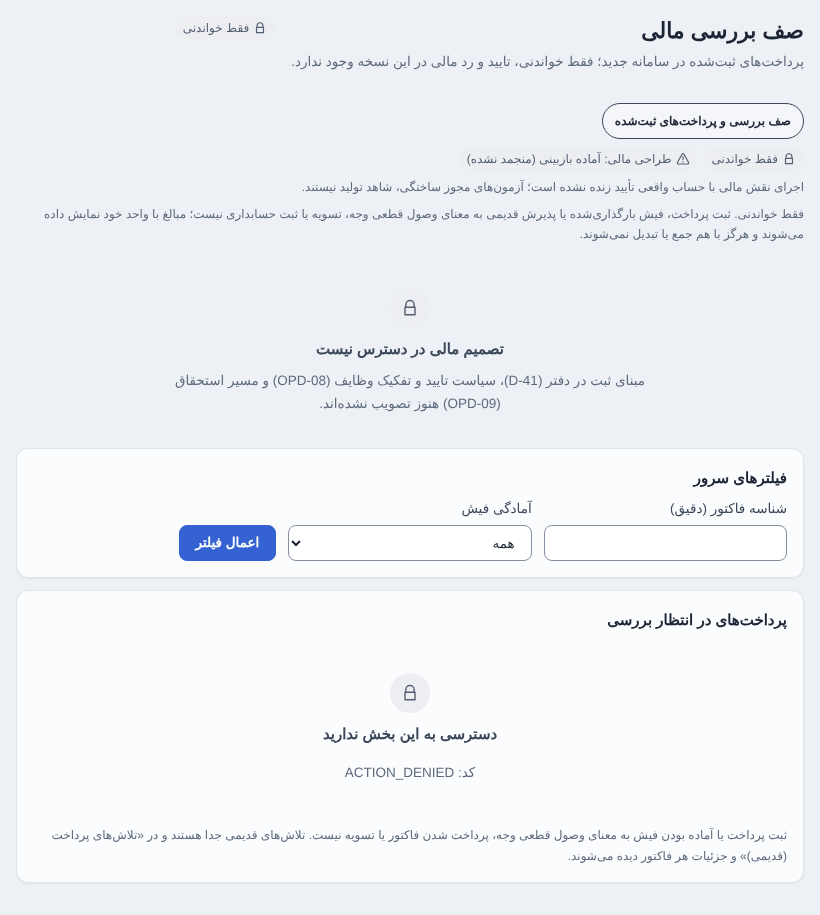 صف بررسی مالی
فقط خواندنی
پرداخت‌های ثبت‌شده در سامانه جدید؛ فقط خواندنی، تایید و رد مالی در این نسخه وجود ندارد.
صف بررسی و پرداخت‌های ثبت‌شده
فقط خواندنی
طراحی مالی: آماده بازبینی (منجمد نشده)
اجرای نقش مالی با حساب واقعی تأیید زنده نشده است؛ آزمون‌های مجوز ساختگی، شاهد تولید نیستند.
فقط خواندنی. ثبت پرداخت، فیش بارگذاری‌شده یا پذیرش قدیمی به معنای وصول قطعی وجه، تسویه یا ثبت حسابداری نیست؛ مبالغ با واحد خود نمایش داده
می‌شوند و هرگز با هم جمع یا تبدیل نمی‌شوند.
تصمیم مالی در دسترس نیست
مبنای ثبت در دفتر (D-41)، سیاست تایید و تفکیک وظایف (OPD-08) و مسیر استحقاق
(OPD-09) هنوز تصویب نشده‌اند.
فیلترهای سرور
شناسه فاکتور (دقیق)
آمادگی فیش
همه
اعمال فیلتر
پرداخت‌های در انتظار بررسی
دسترسی به این بخش ندارید
کد: ACTION_DENIED
ثبت پرداخت یا آماده بودن فیش به معنای وصول قطعی وجه، پرداخت شدن فاکتور یا تسویه نیست. تلاش‌های قدیمی جدا هستند و در «تلاش‌های پرداخت
(قدیمی)» و جزئیات هر فاکتور دیده می‌شوند.